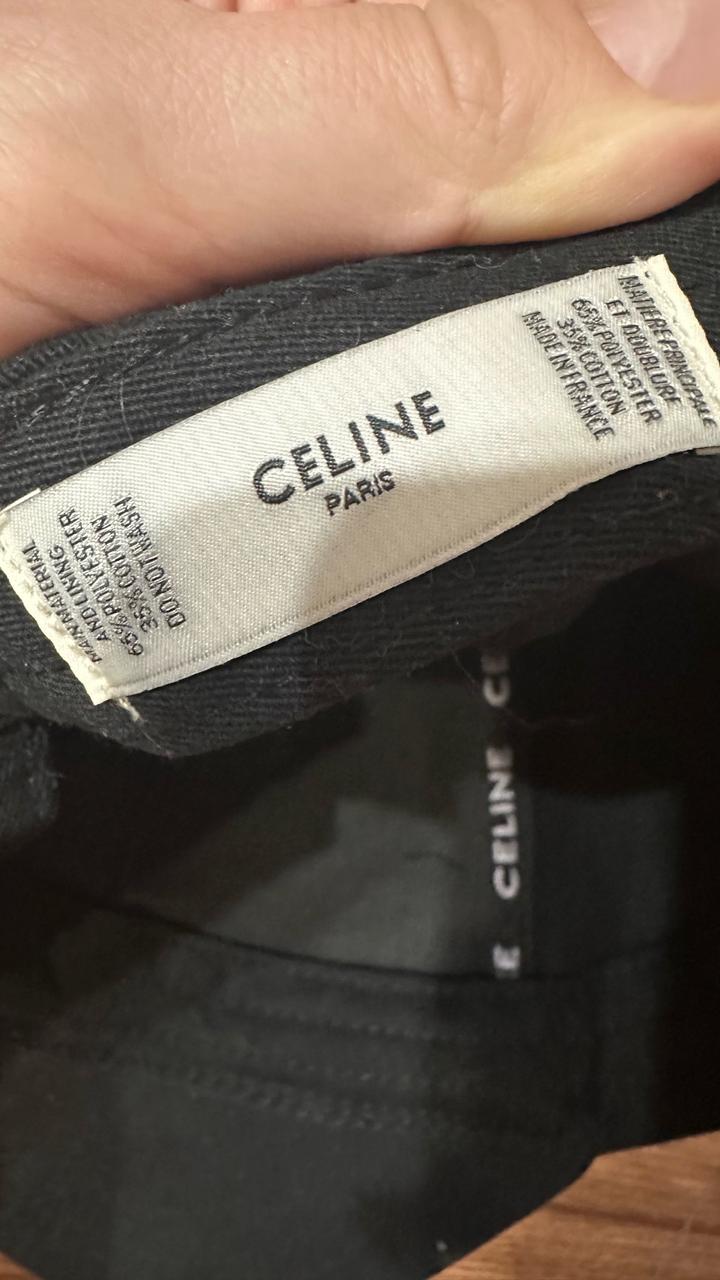 CELINE
PARIS
MAIN MATERIAL
AND LINING
65% POLYESTER
35% COTTON
DO NOT WASH
MATIERE PRINCIPALE
ET DOUBLURE
65% POLYESTER
35% COTTON
MADE IN FRANCE
CE
CELINE
E